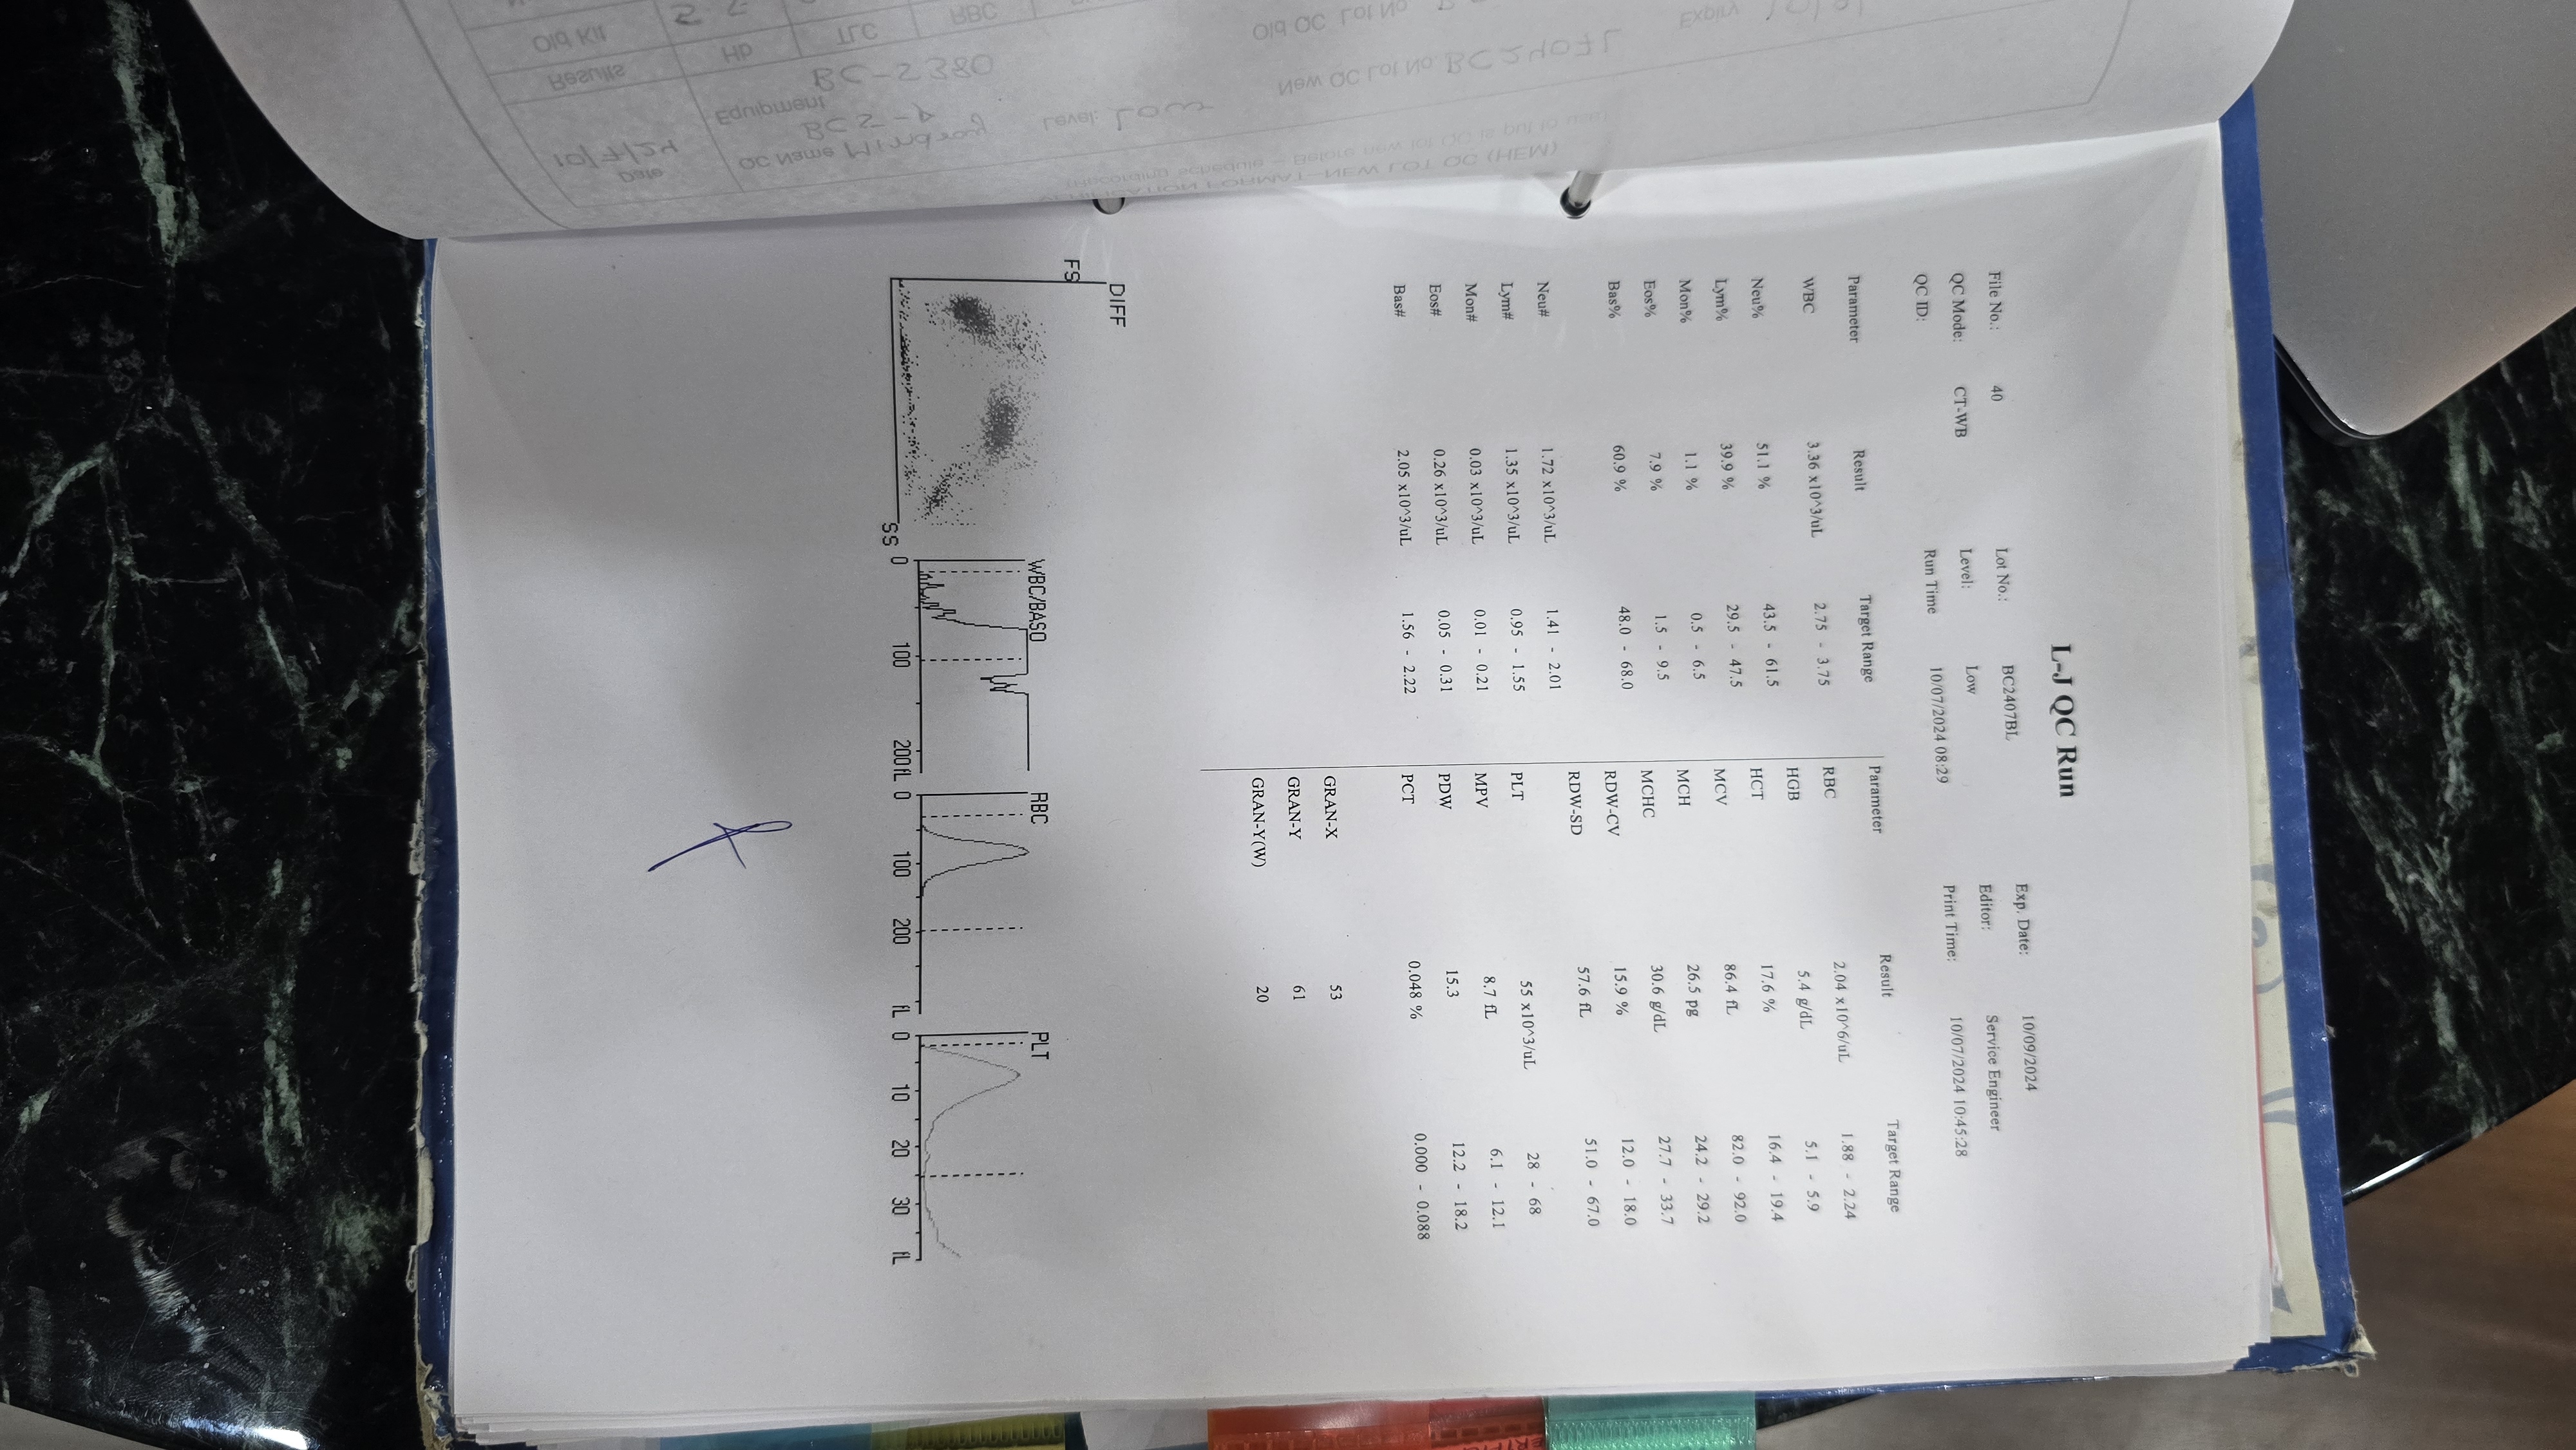 L-J QC Run
File No.: 40 Lot No.: BC2407BL Exp. Date: 10/09/2024
QC Mode: CT-WB Level: Low Editor: Service Engineer
QC ID: Run Time 10/07/2024 08:29 Print Time: 10/07/2024 10:45:28
Parameter Result Target Range Parameter Result Target Range
WBC 3.36 x10^3/uL 2.75 - 3.75 RBC 2.04 x10^6/uL 1.88 - 2.24
HGB 5.4 g/dL 5.1 - 5.9
Neu% 51.1 % 43.5 - 61.5 HCT 17.6 % 16.4 - 19.4
Lym% 39.9 % 29.5 - 47.5 MCV 86.4 fL 82.0 - 92.0
Mon% 1.1 % 0.5 - 6.5 MCH 26.5 pg 24.2 - 29.2
Eos% 7.9 % 1.5 - 9.5 MCHC 30.6 g/dL 27.7 - 33.7
Bas% 60.9 % 48.0 - 68.0 RDW-CV 15.9 % 12.0 - 18.0
RDW-SD 57.6 fL 51.0 - 67.0
Neu# 1.72 x10^3/uL 1.41 - 2.01
Lym# 1.35 x10^3/uL 0.95 - 1.55 PLT 55 x10^3/uL 28 - 68
Mon# 0.03 x10^3/uL 0.01 - 0.21 MPV 8.7 fL 6.1 - 12.1
Eos# 0.26 x10^3/uL 0.05 - 0.31 PDW 15.3 12.2 - 18.2
Bas# 2.05 x10^3/uL 1.56 - 2.22 PCT 0.048 % 0.000 - 0.088
GRAN-X 53
GRAN-Y 61
GRAN-Y(W) 20
DIFF
FS
SS
WBC/BASO
0 100 200 fL
RBC
0 100 200 fL
PLT
0 10 20 30 fL